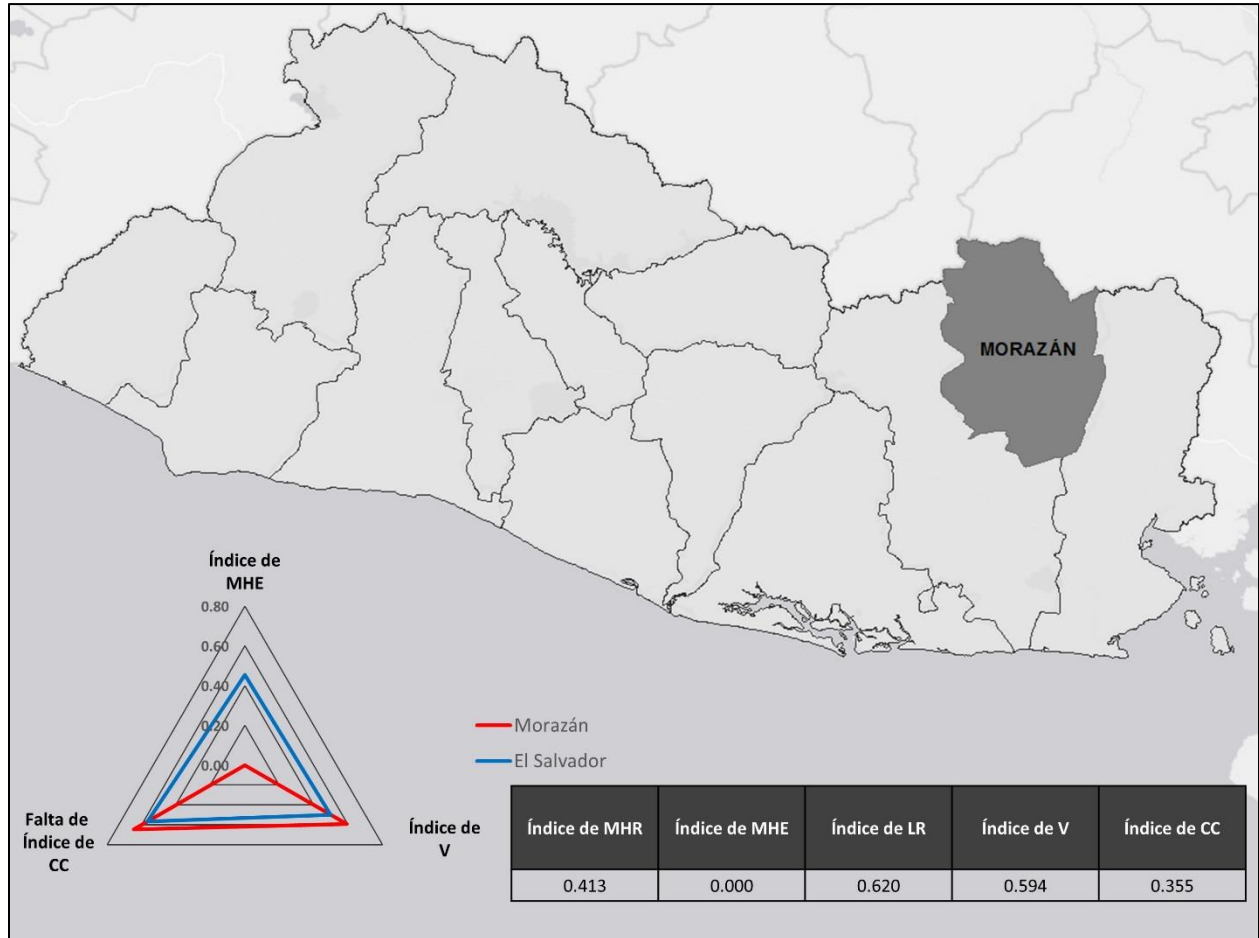 MORAZÁN
Índice de
MHE
0.80
0.60
0.40
0.20
0.00
Falta de
Índice de
CC
Índice de
V
Morazán
El Salvador
Índice de MHR Índice de MHE Índice de LR Índice de V Índice de CC
0.413 0.000 0.620 0.594 0.355